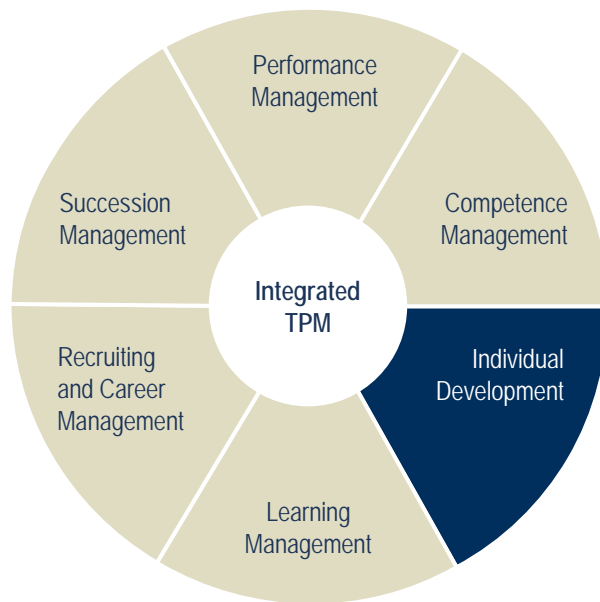 Performance
Management
Succession
Management
Competence
Management
Integrated
TPM
Recruiting
and Career
Management
Individual
Development
Learning
Management